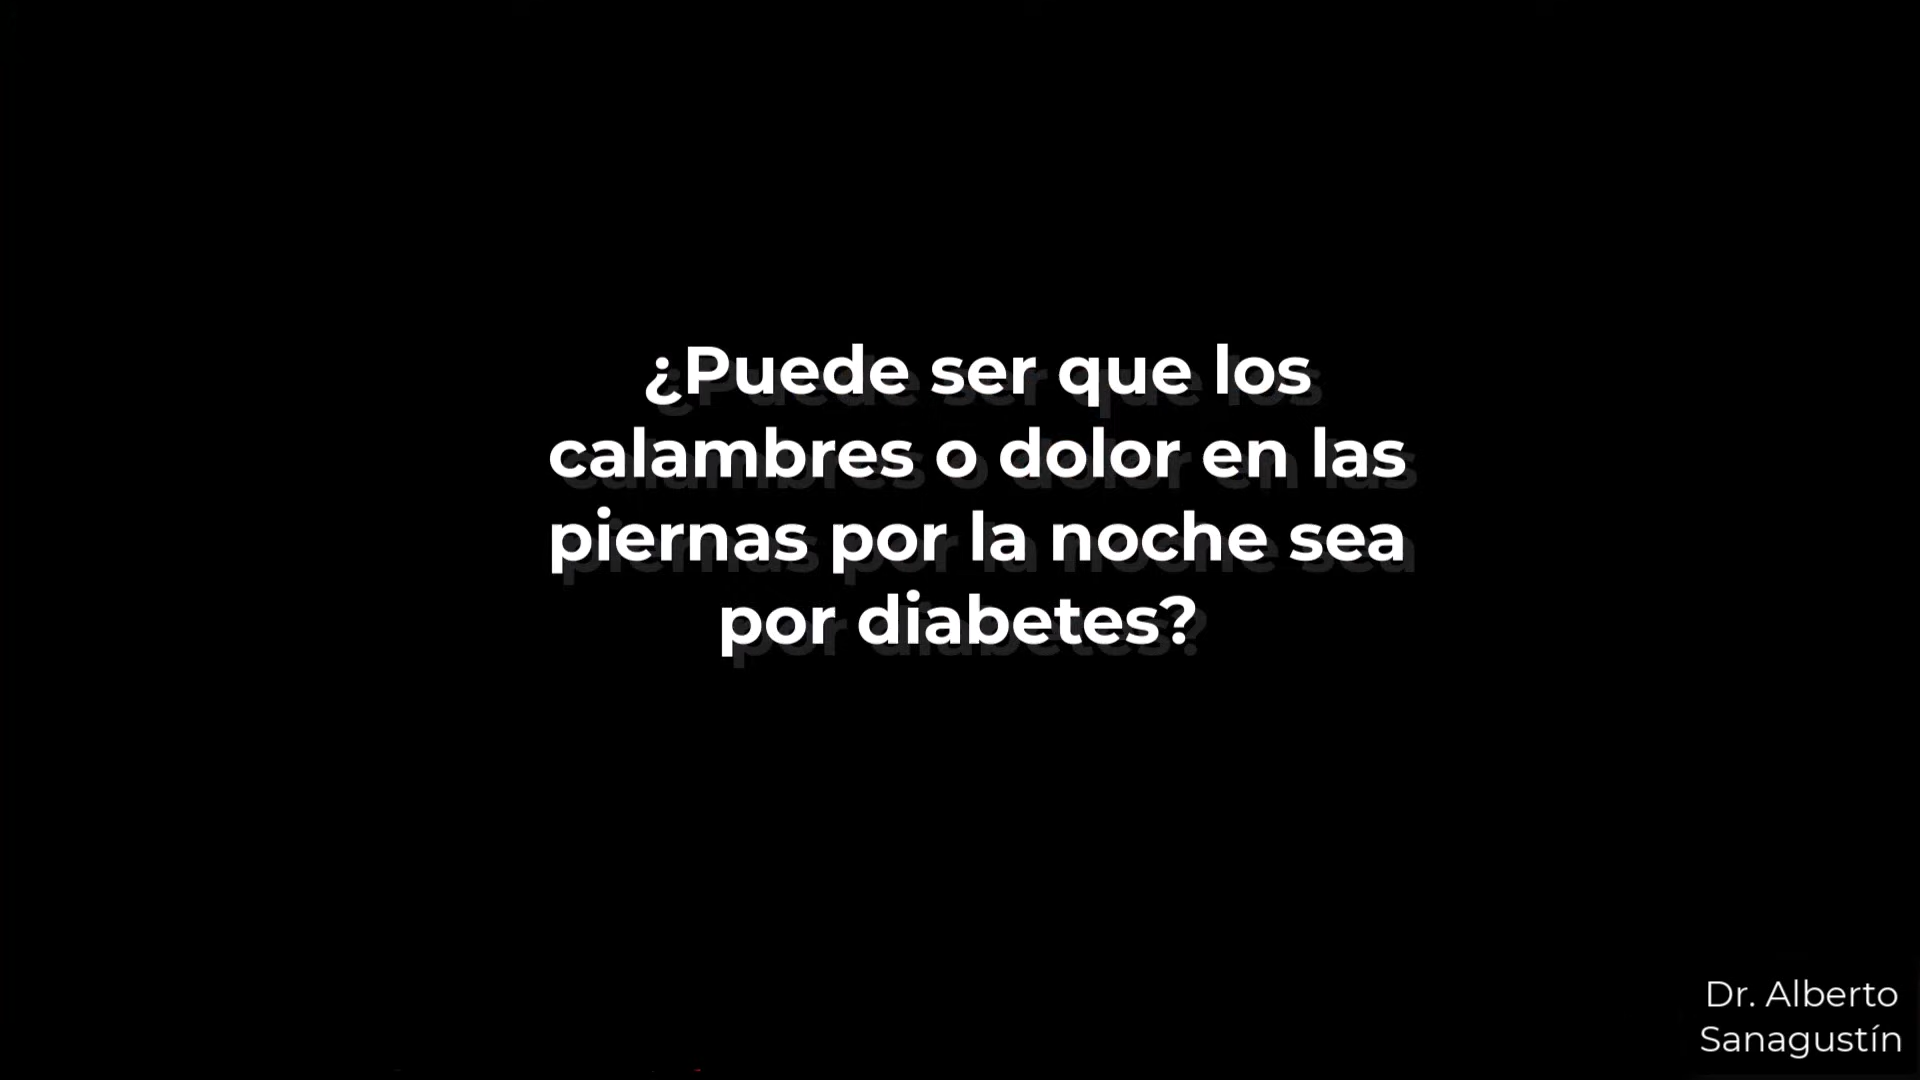 ¿Puede ser que los
calambres o dolor en las
piernas por la noche sea
por diabetes?
Dr. Alberto
Sanagustín